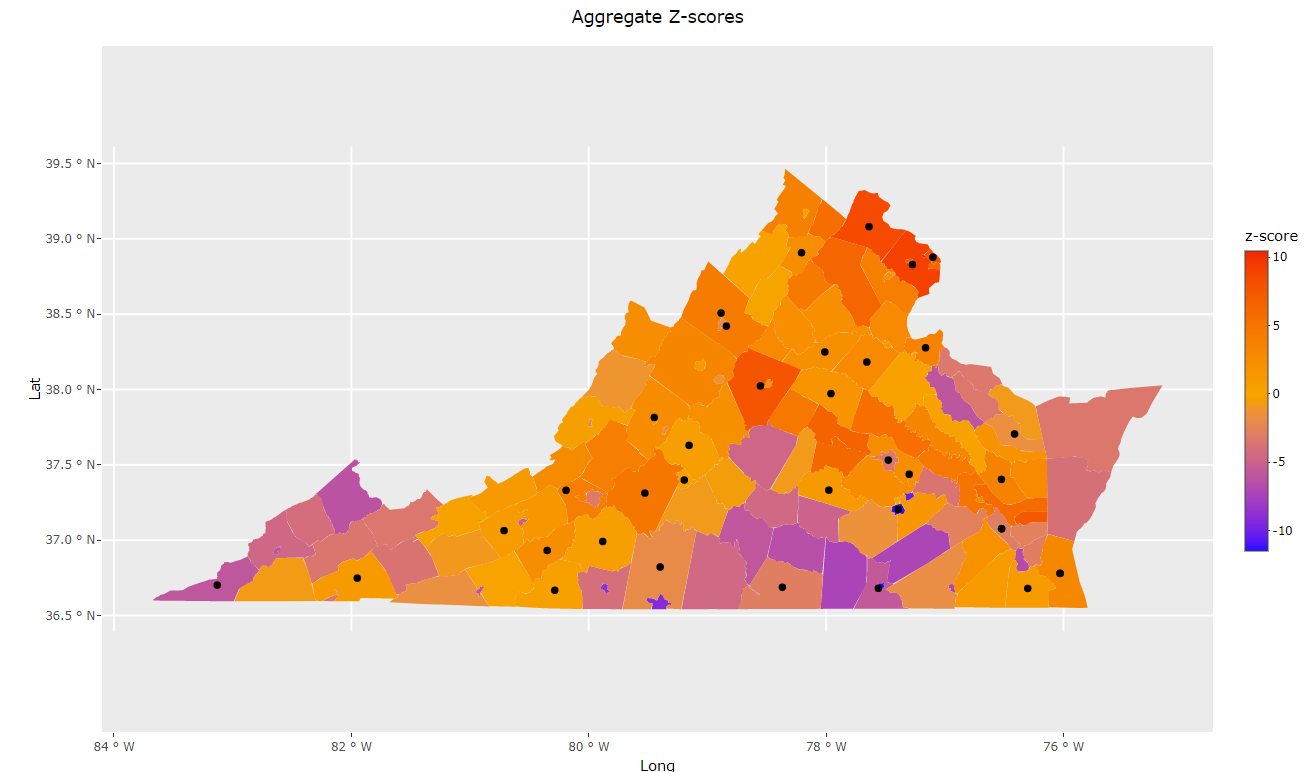 Aggregate Z-scores
z-score
10
5
0
-5
-10
39.5 ° N
39.0 ° N
38.5 ° N
38.0 ° N
37.5 ° N
37.0 ° N
36.5 ° N
Lat
84 ° W
82 ° W
80 ° W
78 ° W
76 ° W
Long